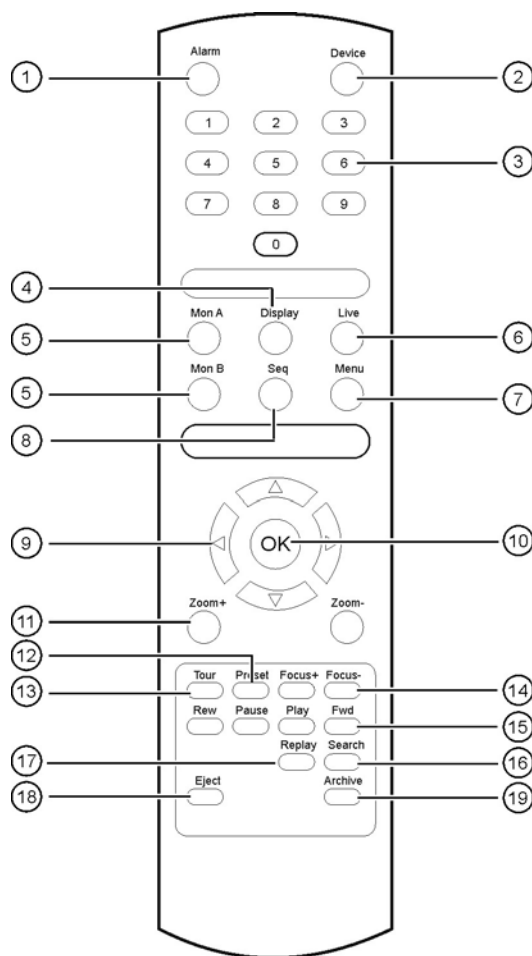 Alarm Device
1 2
1 2 3
4 5 6 3
7 8 9
0
4
Mon A Display Live
5 6
Mon B Seq Menu
5 7
8
9 OK 10
Zoom+ Zoom-
11
12
Tour Preset Focus+ Focus-
13 14
Rew Pause Play Fwd
15
Replay Search
17 16
Eject Archive
18 19